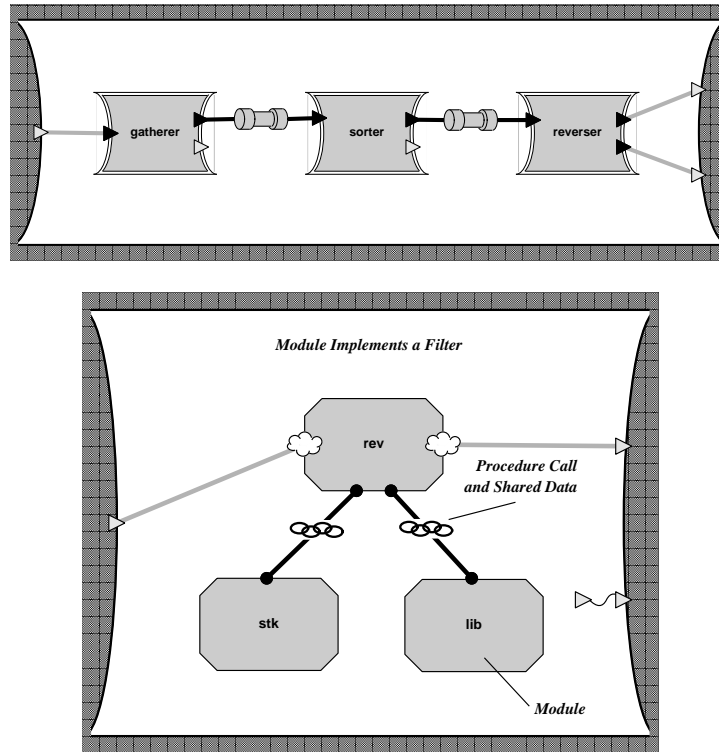 gatherer
sorter
reverser
Module Implements a Filter
rev
Procedure Call
and Shared Data
stk
lib
Module